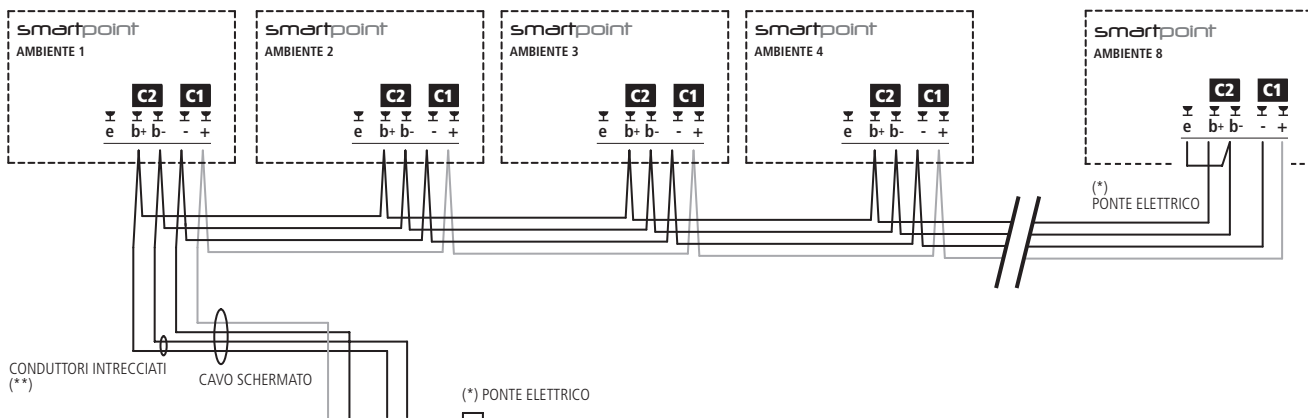 smartpoint smartpoint smartpoint smartpoint smartpoint
AMBIENTE 1 AMBIENTE 2 AMBIENTE 3 AMBIENTE 4 AMBIENTE 8
C2 C1 C2 C1 C2 C1 C2 C1 C2 C1
e b+ b- - + e b+ b- - + e b+ b- - + e b+ b- - + e b+ b- - +
(*)
PONTE ELETTRICO
CONDUTTORI INTRECCIATI
(**)
CAVO SCHERMATO
(*) PONTE ELETTRICO